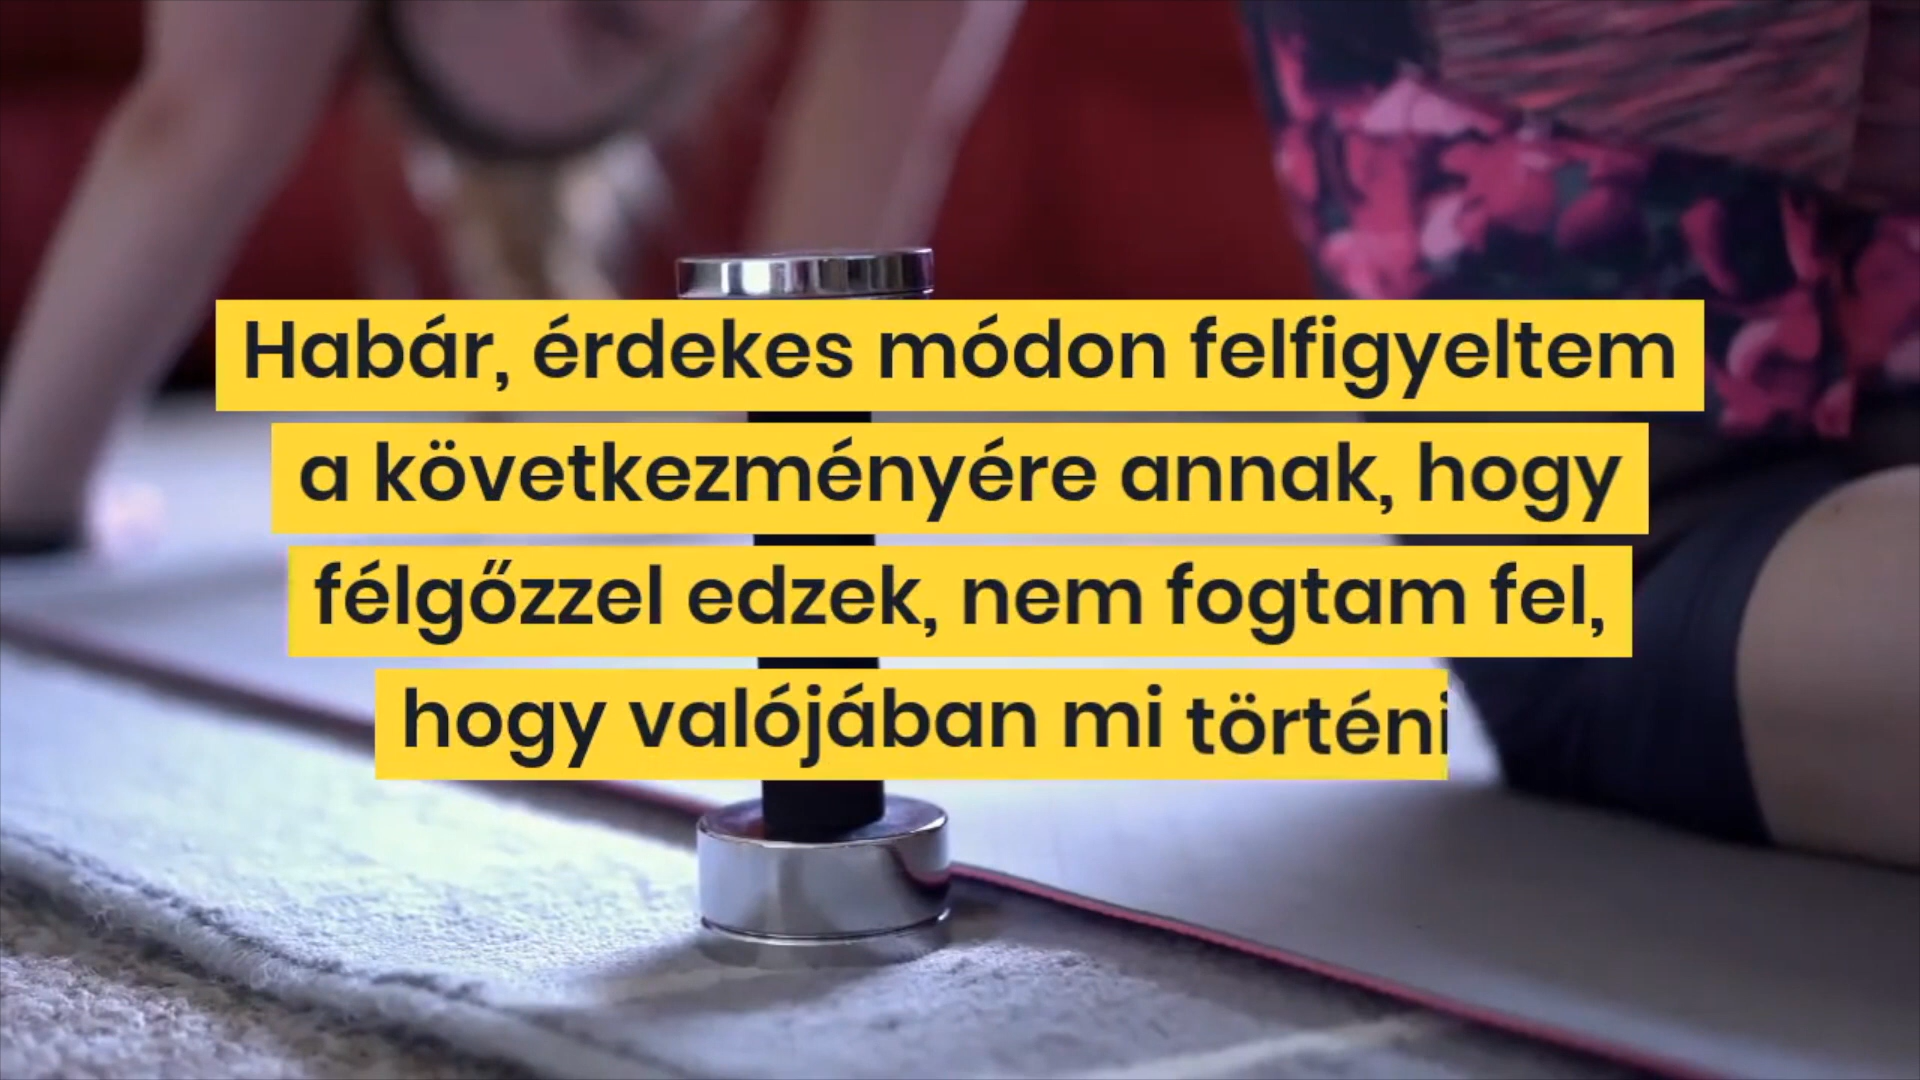 Habár, érdekes módon felfigyeltem
a következményére annak, hogy
félgőzzel edzek, nem fogtam fel,
hogy valójában mi történi